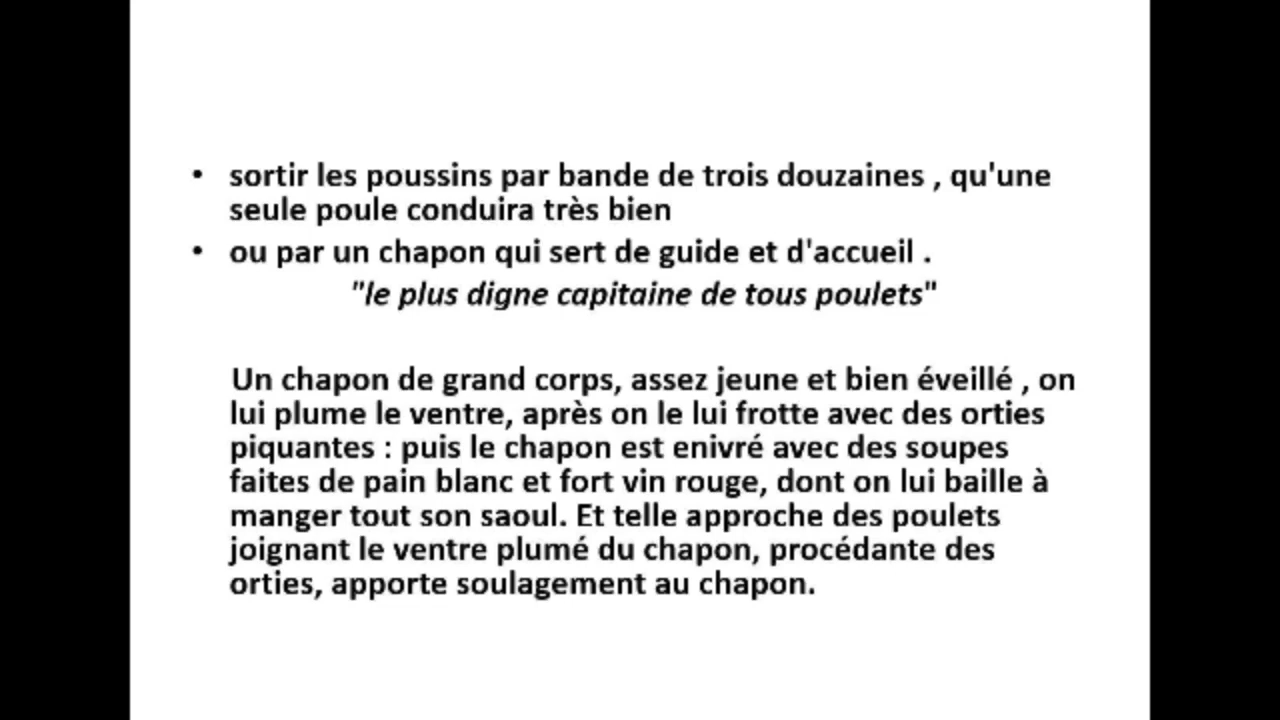 • sortir les poussins par bande de trois douzaines , qu'une
seule poule conduira très bien
• ou par un chapon qui sert de guide et d'accueil .
"le plus digne capitaine de tous poulets"
Un chapon de grand corps, assez jeune et bien éveillé , on
lui plume le ventre, après on le lui frotte avec des orties
piquantes : puis le chapon est enivré avec des soupes
faites de pain blanc et fort vin rouge, dont on lui baille à
manger tout son saoul. Et telle approche des poulets
joignant le ventre plumé du chapon, procédante des
orties, apporte soulagement au chapon.